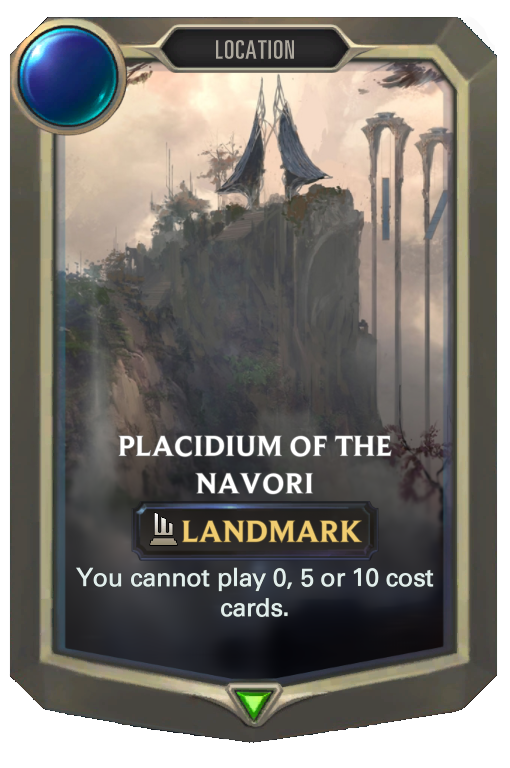 LOCATION
PLACIDIUM OF THE
NAVORI
LANDMARK
You cannot play 0, 5 or 10 cost
cards.